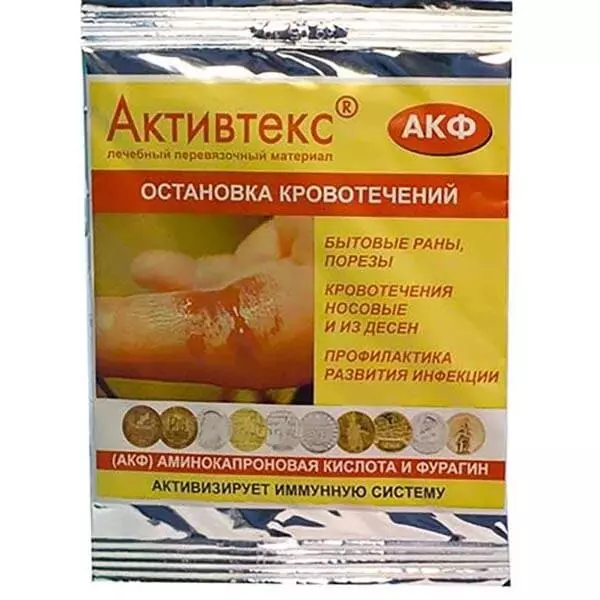 Активтекс®
АКФ
лечебный перевязочный материал
ОСТАНОВКА КРОВОТЕЧЕНИЙ
БЫТОВЫЕ РАНЫ,
ПОРЕЗЫ
КРОВОТЕЧЕНИЯ
НОСОВЫЕ
И ИЗ ДЕСЕН
ПРОФИЛАКТИКА
РАЗВИТИЯ ИНФЕКЦИИ
(АКФ) АМИНОКАПРОНОВАЯ КИСЛОТА И ФУРАГИН
АКТИВИЗИРУЕТ ИММУННУЮ СИСТЕМУ